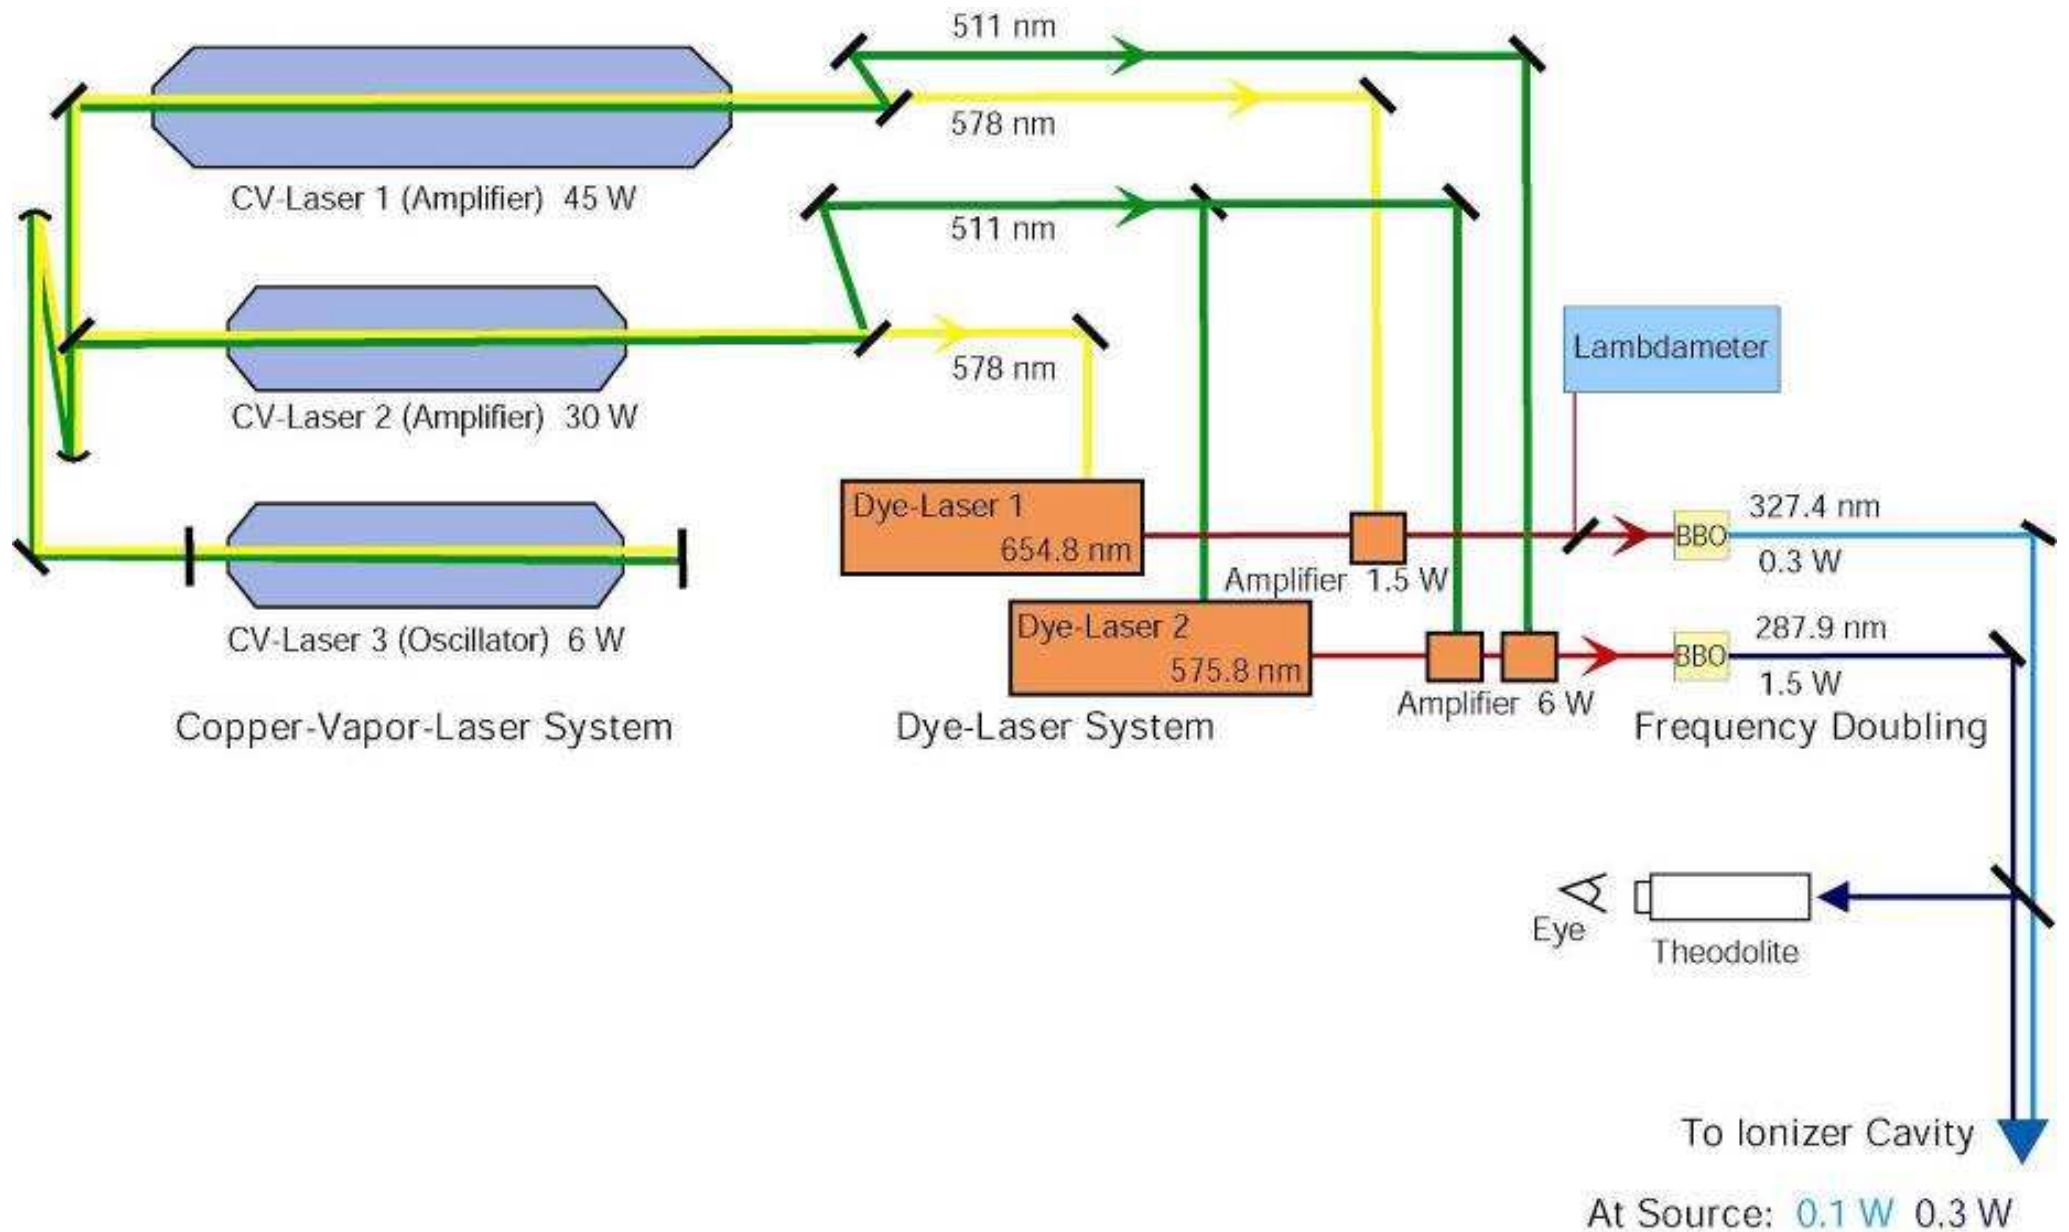 511 nm
578 nm
CV-Laser 1 (Amplifier) 45 W
511 nm
CV-Laser 2 (Amplifier) 30 W
578 nm
Lambdameter
Dye-Laser 1
654.8 nm
Amplifier 1.5 W
BBO
327.4 nm
0.3 W
CV-Laser 3 (Oscillator) 6 W
Dye-Laser 2
575.8 nm
Amplifier 6 W
BBO
287.9 nm
1.5 W
Copper-Vapor-Laser System
Dye-Laser System
Frequency Doubling
Eye
Theodolite
To Ionizer Cavity
At Source: 0.1 W 0.3 W